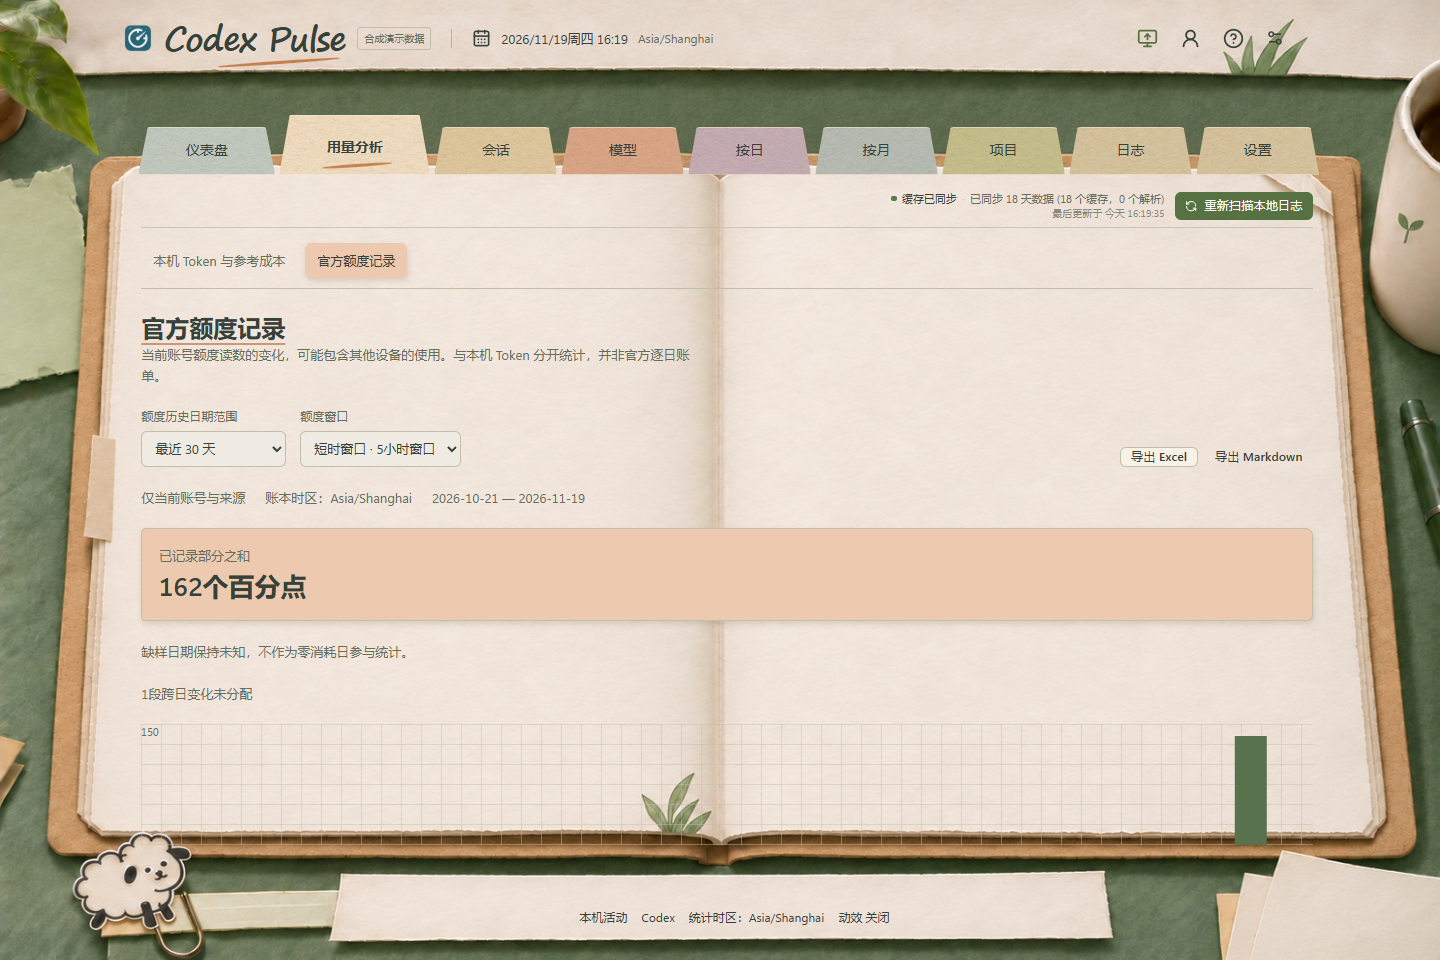 Codex Pulse
合成演示数据
2026/11/19周四 16:19 Asia/Shanghai
仪表盘
用量分析
会话
模型
按日
按月
项目
日志
设置
缓存已同步 · 已同步 18 天数据 (18 个缓存，0 个解析)
最后更新于 今天 16:19:35
重新扫描本地日志
本机 Token 与参考成本
官方额度记录
官方额度记录
当前账号额度读数的变化，可能包含其他设备的使用。与本机 Token 分开统计，并非官方逐日账
单。
额度历史日期范围
额度窗口
最近 30 天
短时窗口 · 5小时窗口
导出 Excel
导出 Markdown
仅当前账号与来源 账本时区：Asia/Shanghai 2026-10-21 — 2026-11-19
已记录部分之和
162个百分点
缺样日期保持未知，不作为零消耗日参与统计。
1段跨日变化未分配
150
本机活动 Codex 统计时区：Asia/Shanghai 动效 关闭